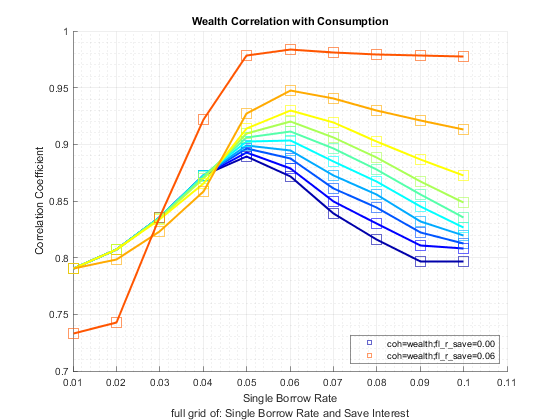 Wealth Correlation with Consumption
1
0.95
0.9
0.85
0.8
0.75
0.7
Correlation Coefficient
coh=wealth;fl_r_save=0.00
coh=wealth;fl_r_save=0.06
0.01 0.02 0.03 0.04 0.05 0.06 0.07 0.08 0.09 0.1 0.11
Single Borrow Rate
full grid of: Single Borrow Rate and Save Interest